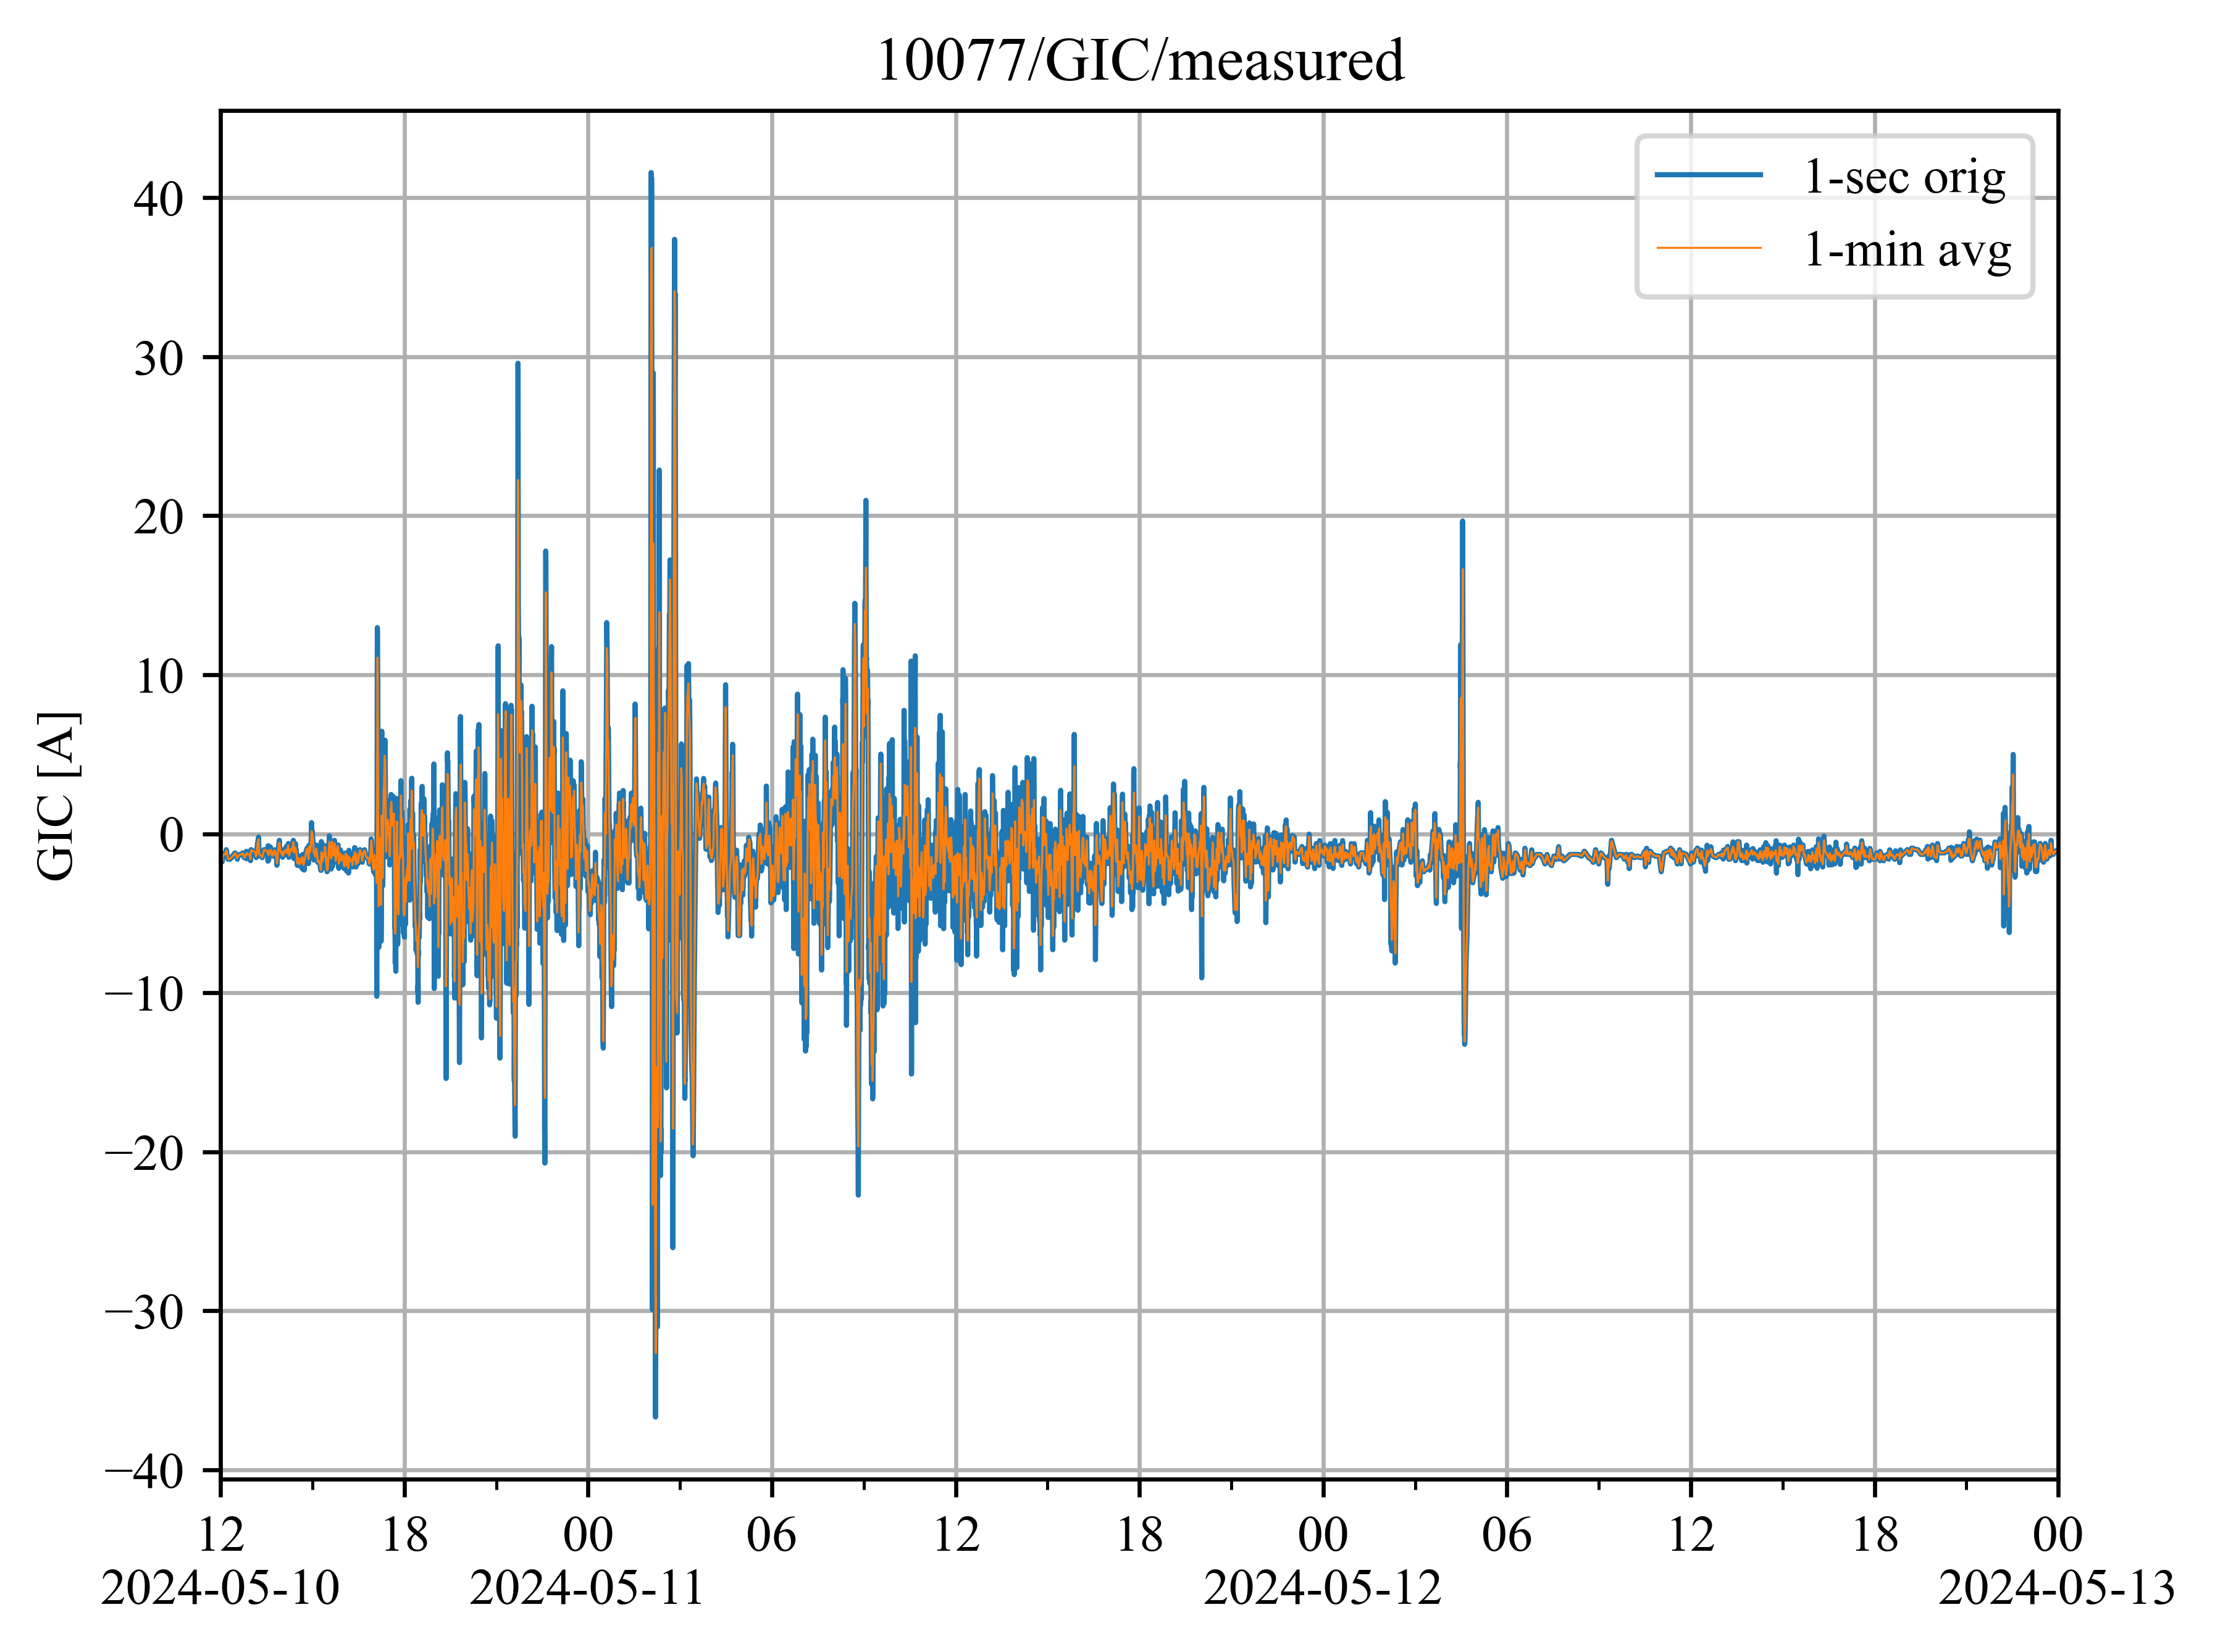 10077/GIC/measured
1-sec orig
1-min avg
GIC [A]
40
30
20
10
0
−10
−20
−30
−40
12 18 00 06 12 18 00 06 12 18 00
2024-05-10 2024-05-11 2024-05-12 2024-05-13